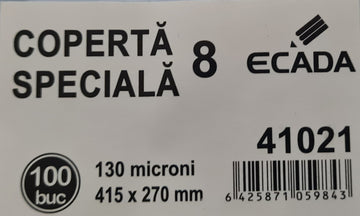 COPERTĂ
SPECIALĂ 8
ECADA
41021
100
buc
130 microni
415 x 270 mm
6 425871 059843